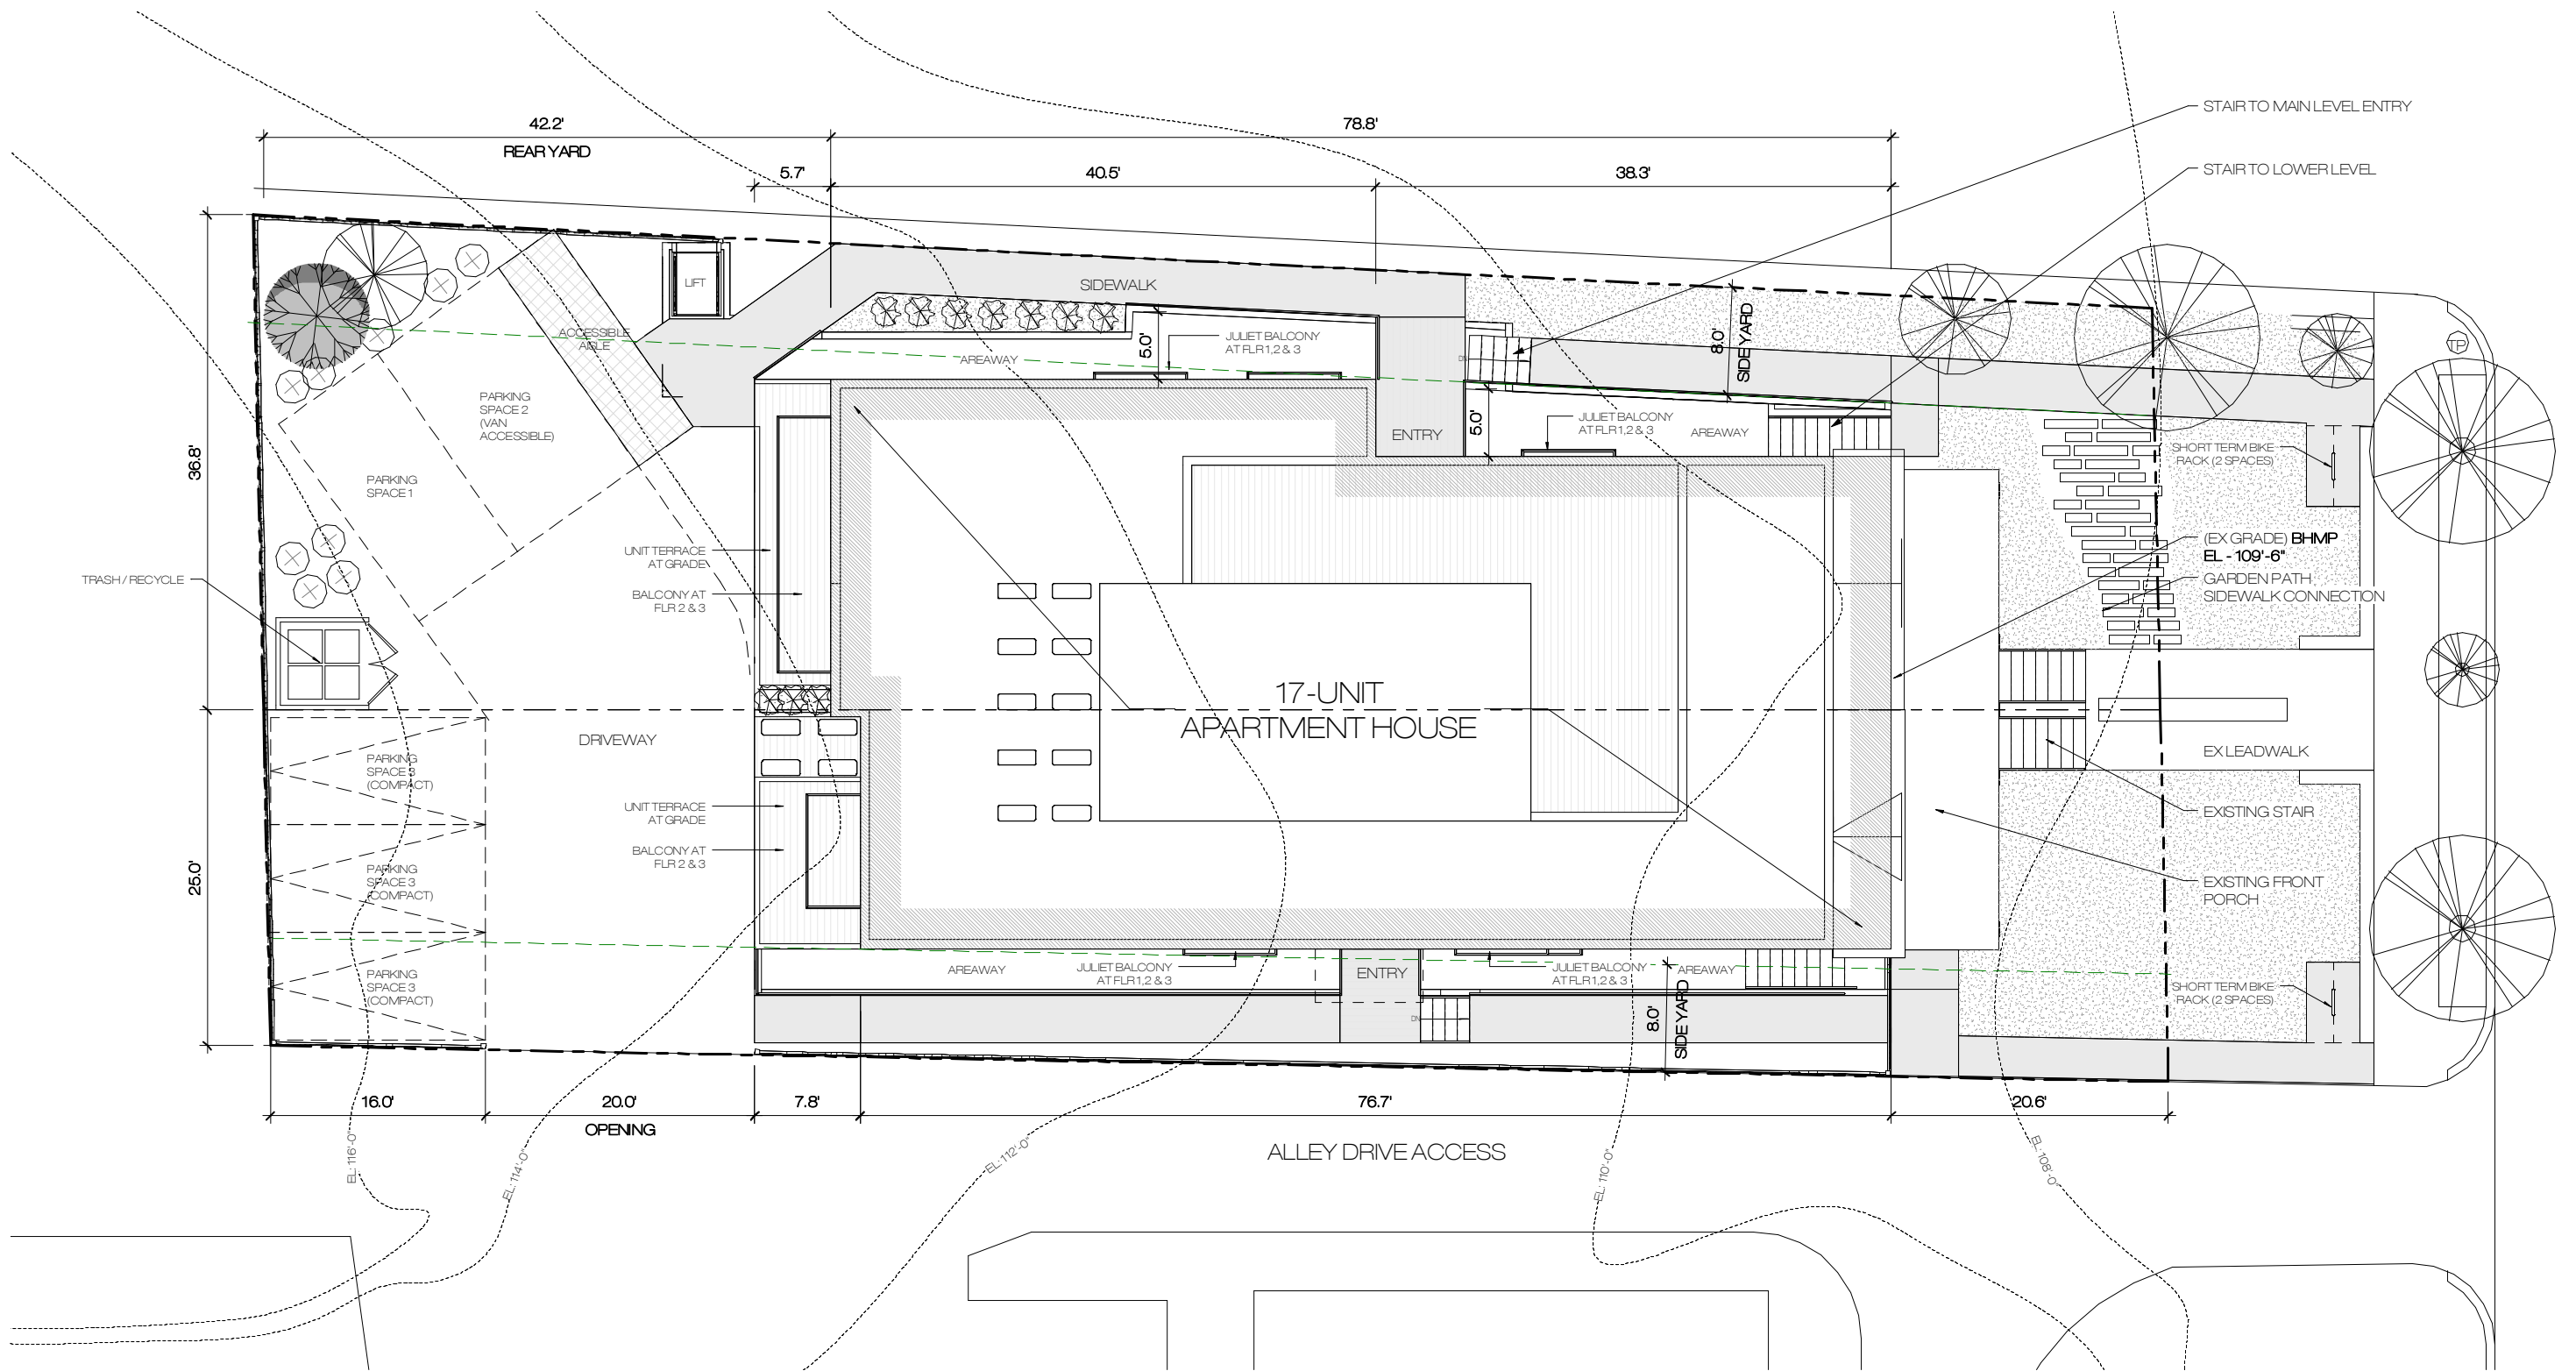 STAIR TO MAIN LEVEL ENTRY
42.2'
78.8'
REAR YARD
STAIR TO LOWER LEVEL
5.7'
40.5'
38.3'
LIFT
SIDEWALK
ACCESSIBLE
AISLE
5.0'
JULIET BALCONY
AT FLR 1, 2 & 3
AREAWAY
DN
8.0'
SIDE YARD
TP
PARKING
SPACE 2
(VAN
ACCESSIBLE)
5.0'
JULIET BALCONY
AT FLR 1, 2 & 3
AREAWAY
ENTRY
SHORT TERM BIKE
RACK (2 SPACES)
36.8'
PARKING
SPACE 1
UNIT TERRACE
AT GRADE
BALCONY AT
FLR 2 & 3
TRASH / RECYCLE
(EX GRADE) BHMP
EL - 109'-6"
GARDEN PATH
SIDEWALK CONNECTION
17-UNIT
APARTMENT HOUSE
DRIVEWAY
EX LEADWALK
PARKING
SPACE 3
(COMPACT)
UNIT TERRACE
AT GRADE
BALCONY AT
FLR 2 & 3
EXISTING STAIR
25.0'
PARKING
SPACE 3
(COMPACT)
EXISTING FRONT
PORCH
PARKING
SPACE 3
(COMPACT)
AREAWAY
JULIET BALCONY
AT FLR 1, 2 & 3
ENTRY
JULIET BALCONY
AT FLR 1, 2 & 3
AREAWAY
SHORT TERM BIKE
RACK (2 SPACES)
DN
8.0'
SIDE YARD
16.0'
20.0'
7.8'
76.7'
20.6'
OPENING
ALLEY DRIVE ACCESS
EL: 116'-0"
EL: 114'-0"
EL: 112'-0"
EL: 110'-0"
EL: 108'-0"